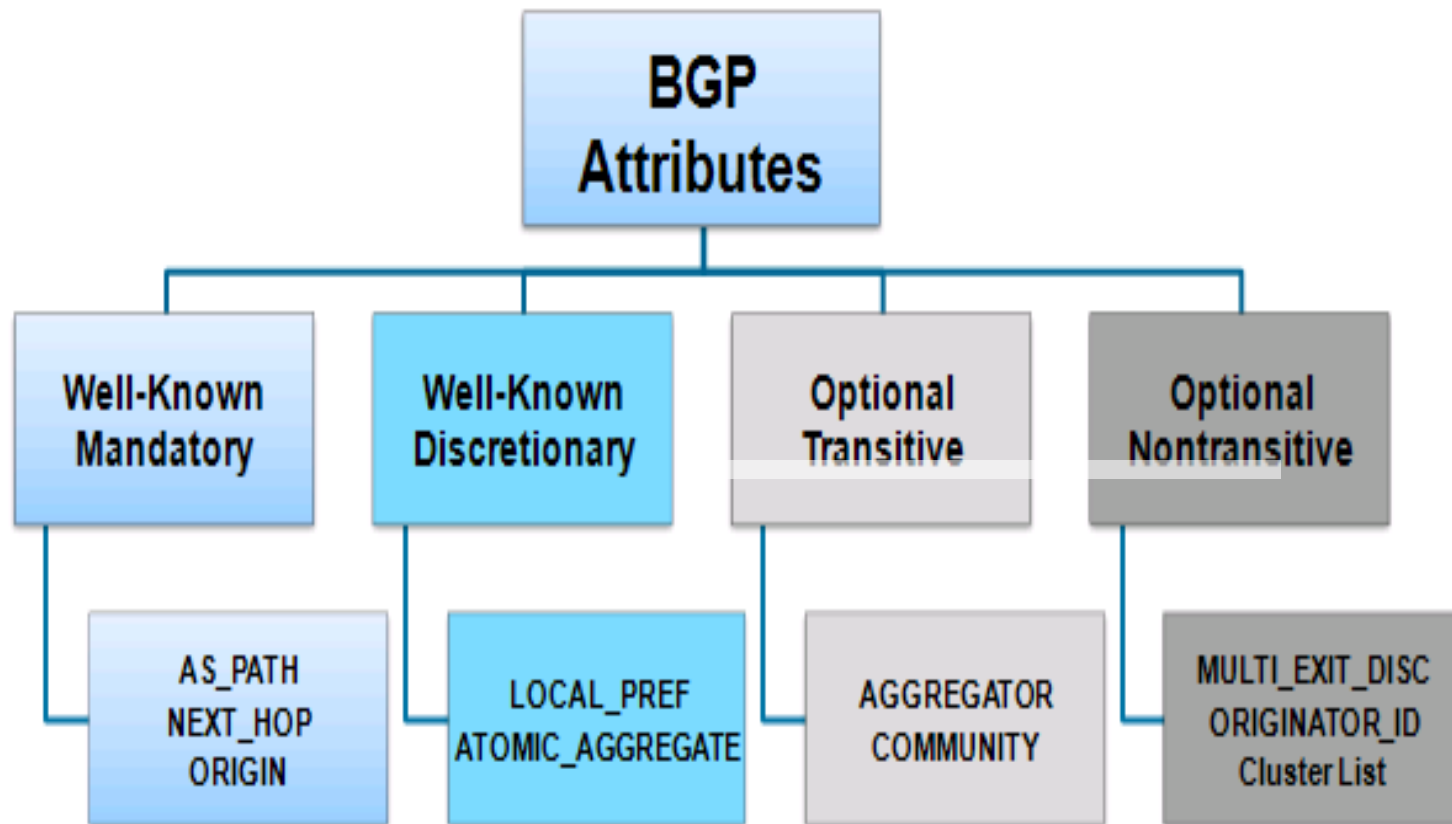 BGP
Attributes
Well-Known
Mandatory
Well-Known
Discretionary
Optional
Transitive
Optional
Nontransitive
AS_PATH
NEXT_HOP
ORIGIN
LOCAL_PREF
ATOMIC_AGGREGATE
AGGREGATOR
COMMUNITY
MULTI_EXIT_DISC
ORIGINATOR_ID
Cluster List